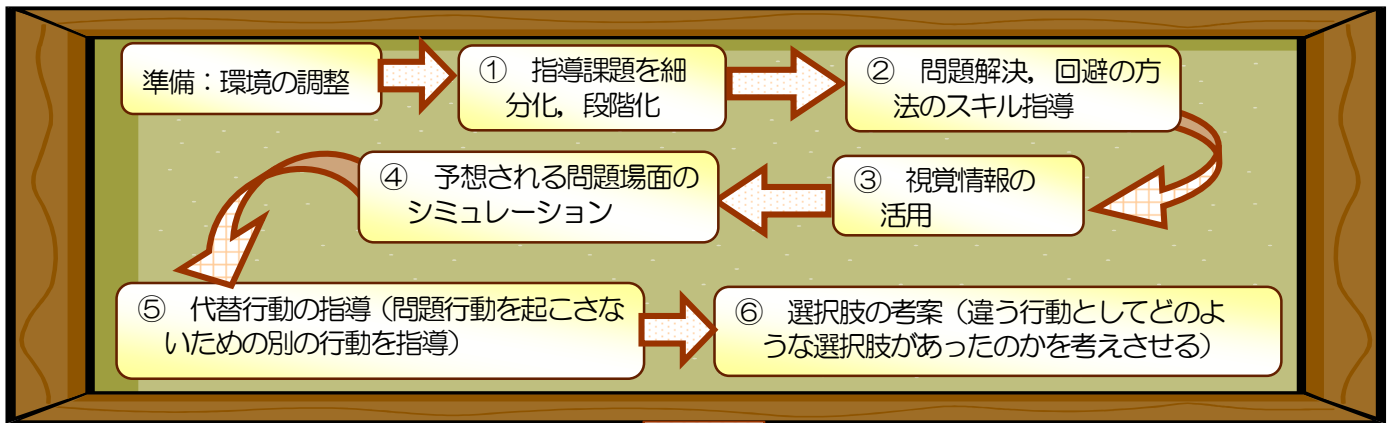 準備：環境の調整
① 指導課題を細
分化，段階化
② 問題解決，回避の方
法のスキル指導
③ 視覚情報の
活用
④ 予想される問題場面の
シミュレーション
⑤ 代替行動の指導（問題行動を起こさな
いための別の行動を指導）
⑥ 選択肢の考案（違う行動としてどのよ
うな選択肢があったのかを考えさせる）